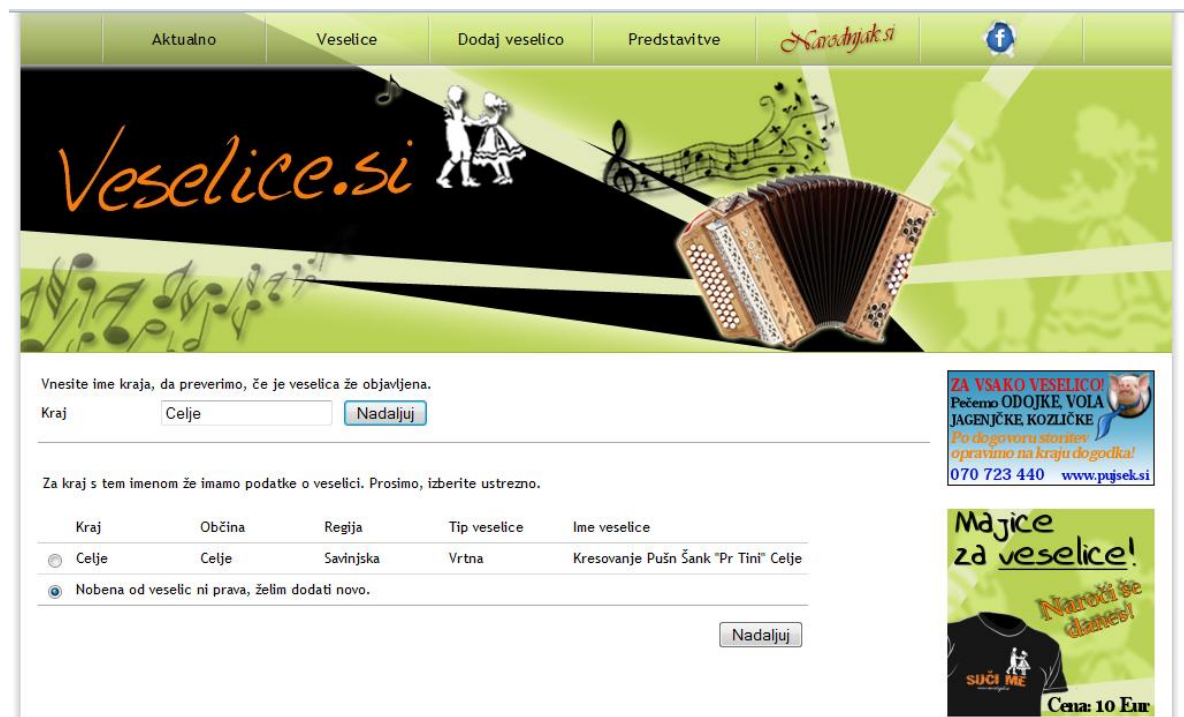 Aktualno Veselice Dodaj veselico Predstavitve Narodnjak.si f
Veselice.si
Vnesite ime kraja, da preverimo, če je veselica že objavljena.
Kraj Celje Nadaljuj
Za kraj s tem imenom že imamo podatke o veselici. Prosimo, izberite ustrezno.
Kraj Občina Regija Tip veselice Ime veselice
Celje Celje Savinjska Vrtna Kresovanje Pušn Šank "Pr Tini" Celje
Nobena od veselic ni prava, želim dodati novo.
Nadaljuj
ZA VSAKO VESELICO!
Pečemo ODOJKE, VOLA
JAGENJČKE, KOZLIČKE
Po dogovoru storitev
opravimo na kraju dogodka!
070 723 440 www.pujsek.si
Majice
za veselice!
Naroči še
danes!
SUČI ME
Cena: 10 Eur